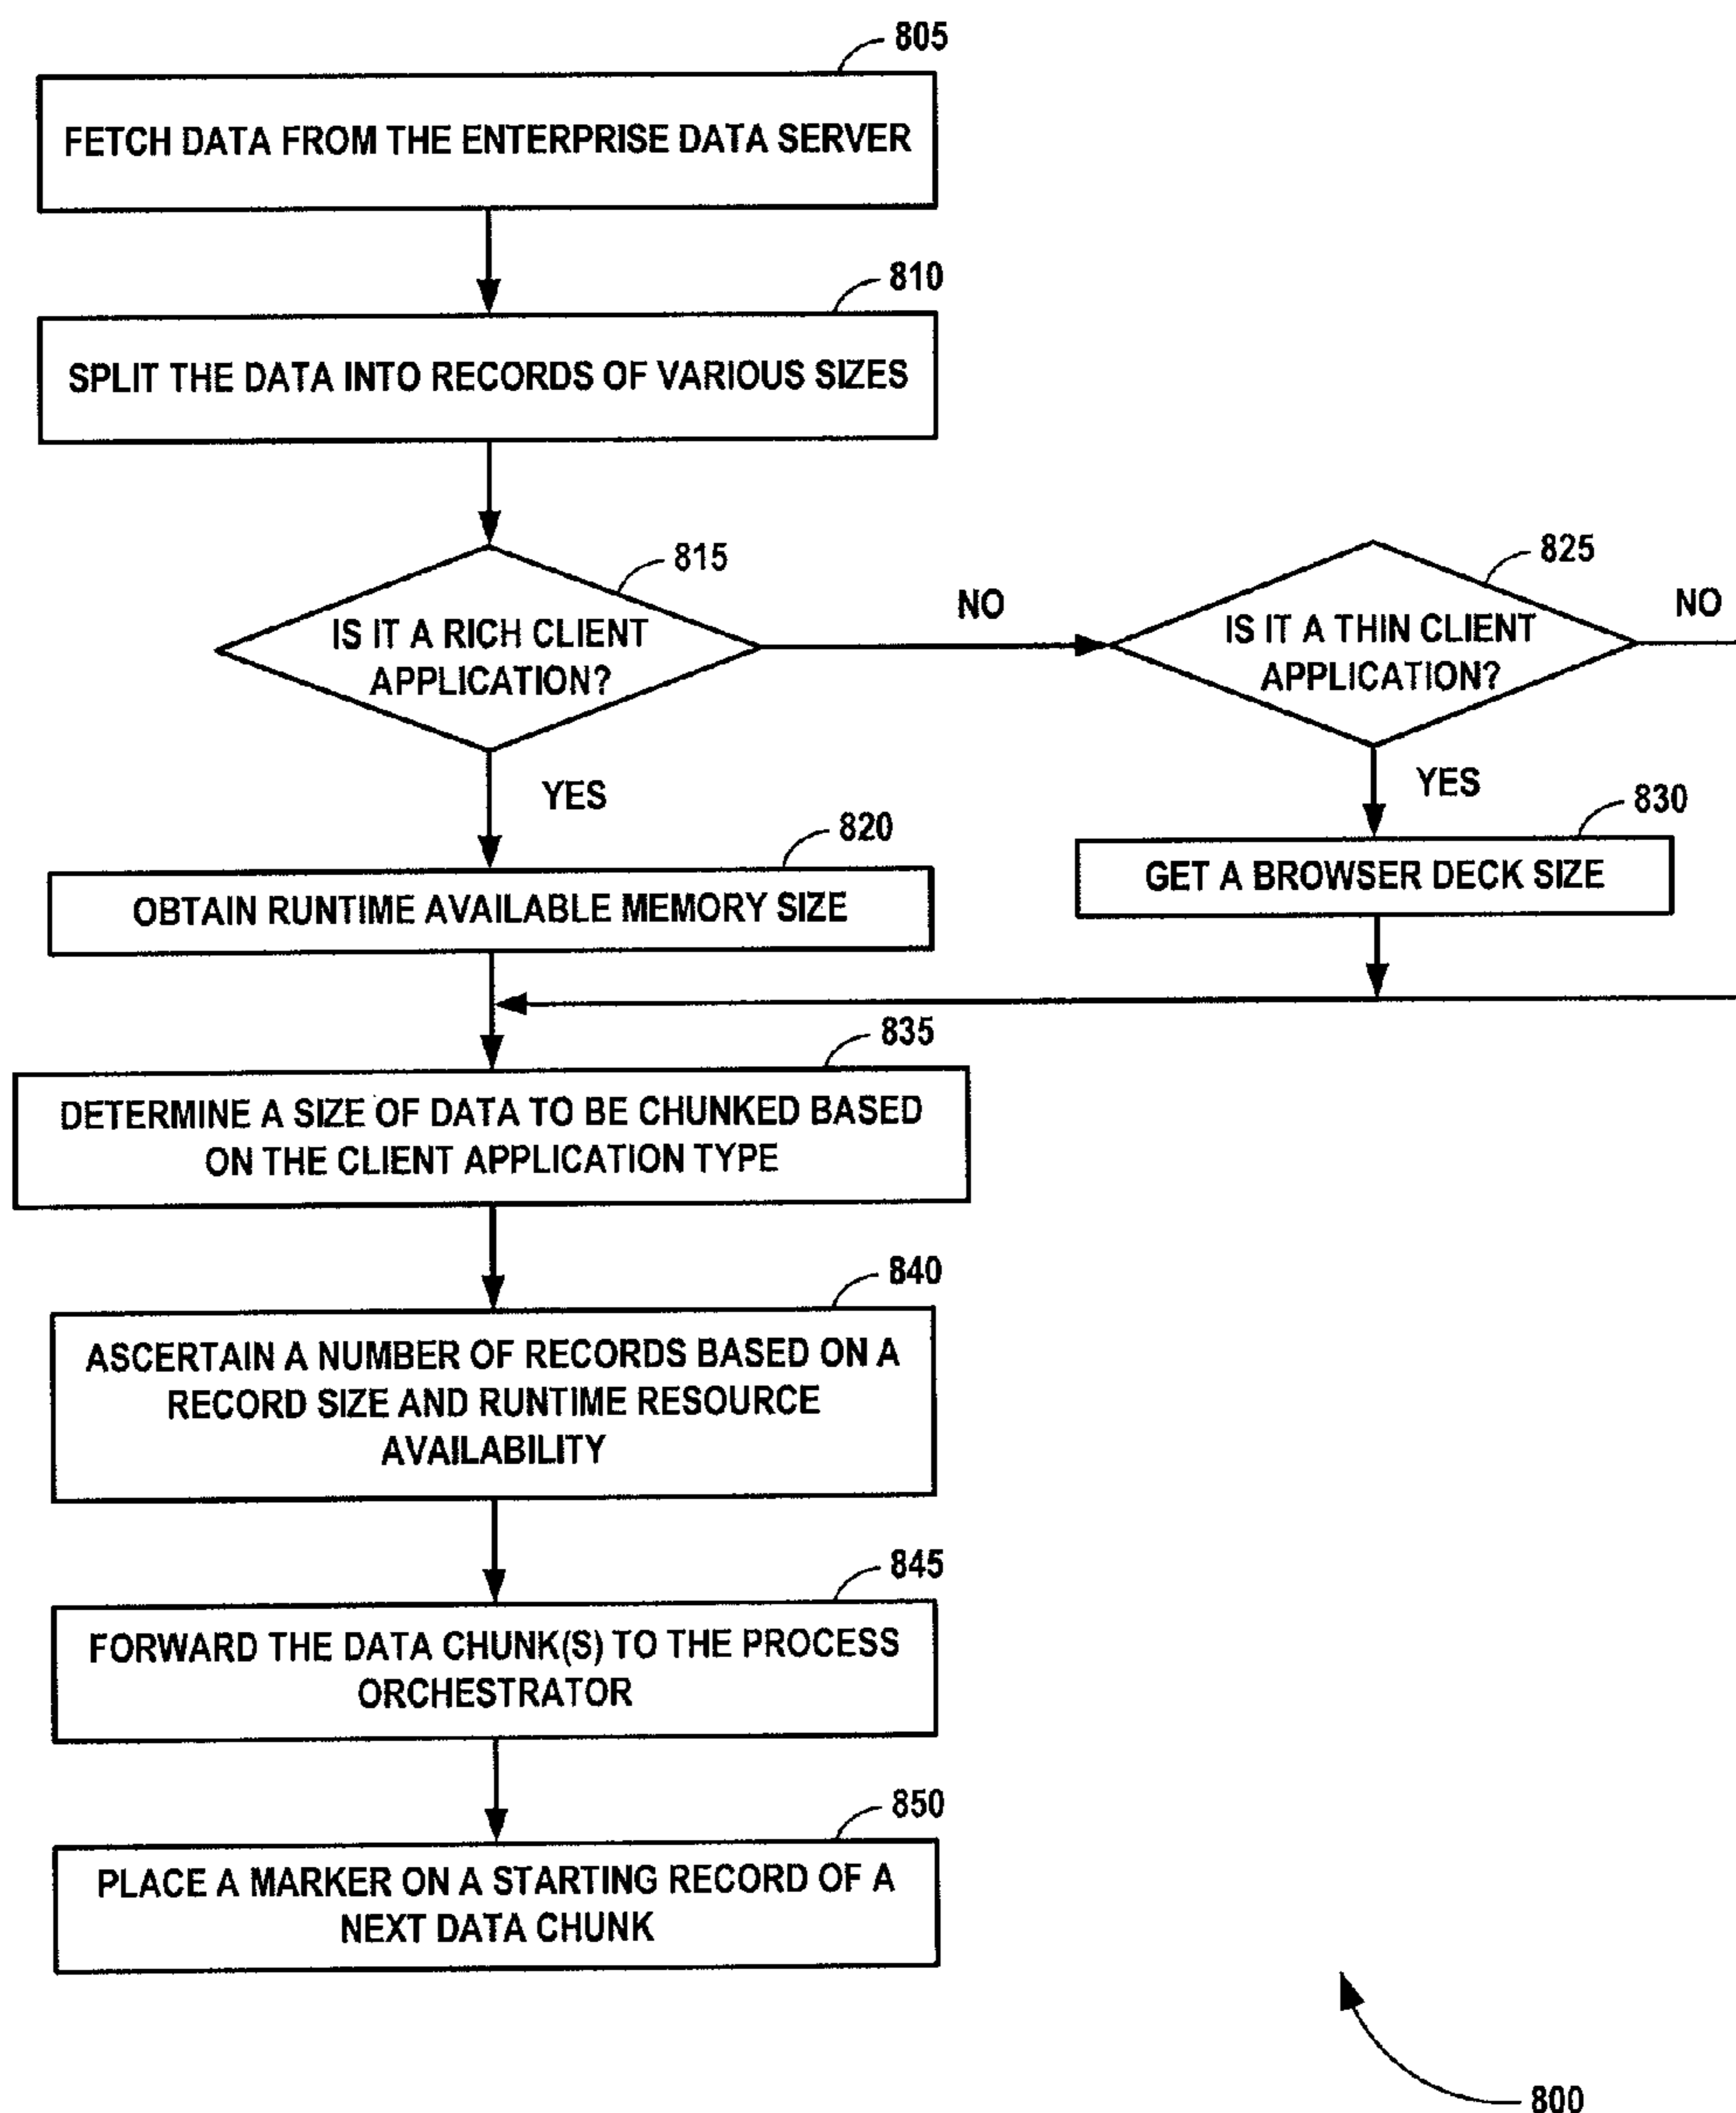 805
FETCH DATA FROM THE ENTERPRISE DATA SERVER
810
SPLIT THE DATA INTO RECORDS OF VARIOUS SIZES
815
IS IT A RICH CLIENT
APPLICATION?
NO
825
IS IT A THIN CLIENT
APPLICATION?
NO
YES
820
OBTAIN RUNTIME AVAILABLE MEMORY SIZE
YES
830
GET A BROWSER DECK SIZE
835
DETERMINE A SIZE OF DATA TO BE CHUNKED BASED
ON THE CLIENT APPLICATION TYPE
840
ASCERTAIN A NUMBER OF RECORDS BASED ON A
RECORD SIZE AND RUNTIME RESOURCE
AVAILABILITY
845
FORWARD THE DATA CHUNK(S) TO THE PROCESS
ORCHESTRATOR
850
PLACE A MARKER ON A STARTING RECORD OF A
NEXT DATA CHUNK
800